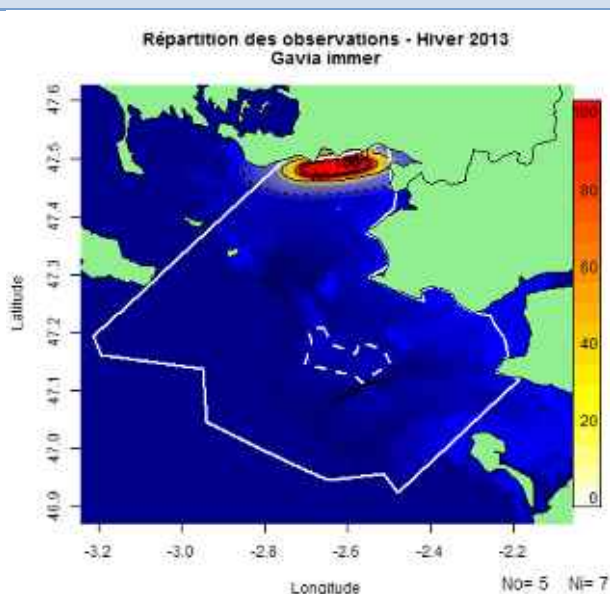 Répartition des observations - Hiver 2013
Gavia immer
Latitude
47.6
47.5
47.4
47.3
47.2
47.1
47.0
46.9
100
80
60
40
20
0
-3.2 -3.0 -2.8 -2.6 -2.4 -2.2
Longitude
No= 5 Ni= 7